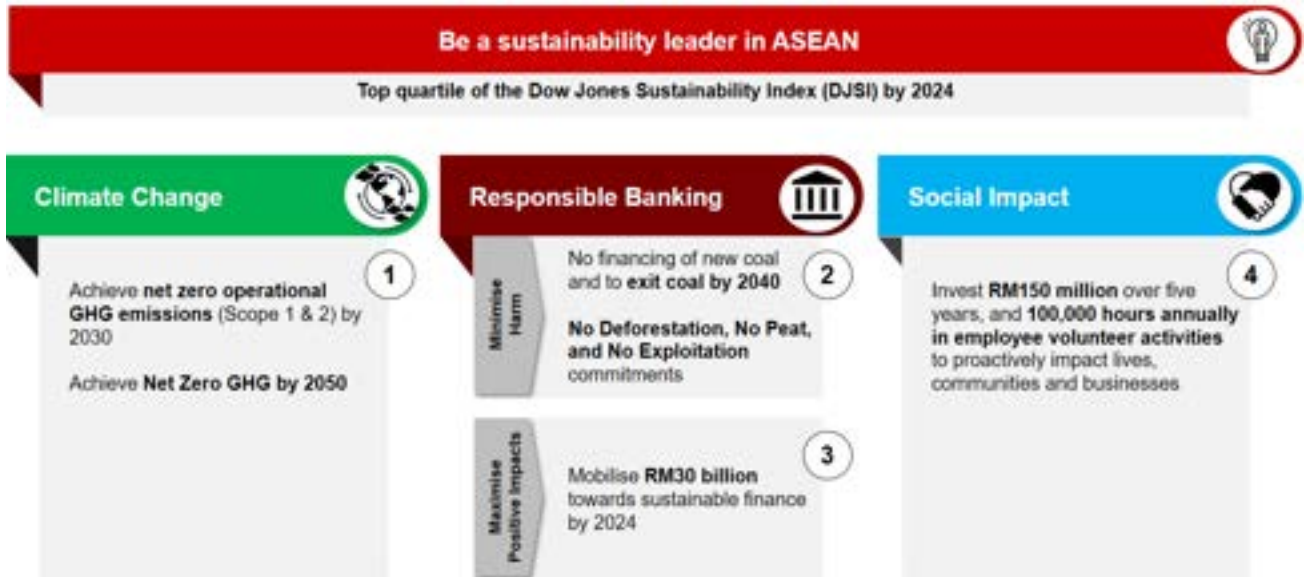 Be a sustainability leader in ASEAN
Top quartile of the Dow Jones Sustainability Index (DJSI) by 2024
Climate Change
1
Achieve net zero operational
GHG emissions (Scope 1 & 2) by
2030
Achieve Net Zero GHG by 2050
Responsible Banking
Minimise
Harm
2
No financing of new coal
and to exit coal by 2040
No Deforestation, No Peat,
and No Exploitation
commitments
Maximise
Positive Impacts
3
Mobilise RM30 billion
towards sustainable finance
by 2024
Social Impact
4
Invest RM150 million over five
years, and 100,000 hours annually
in employee volunteer activities
to proactively impact lives,
communities and businesses